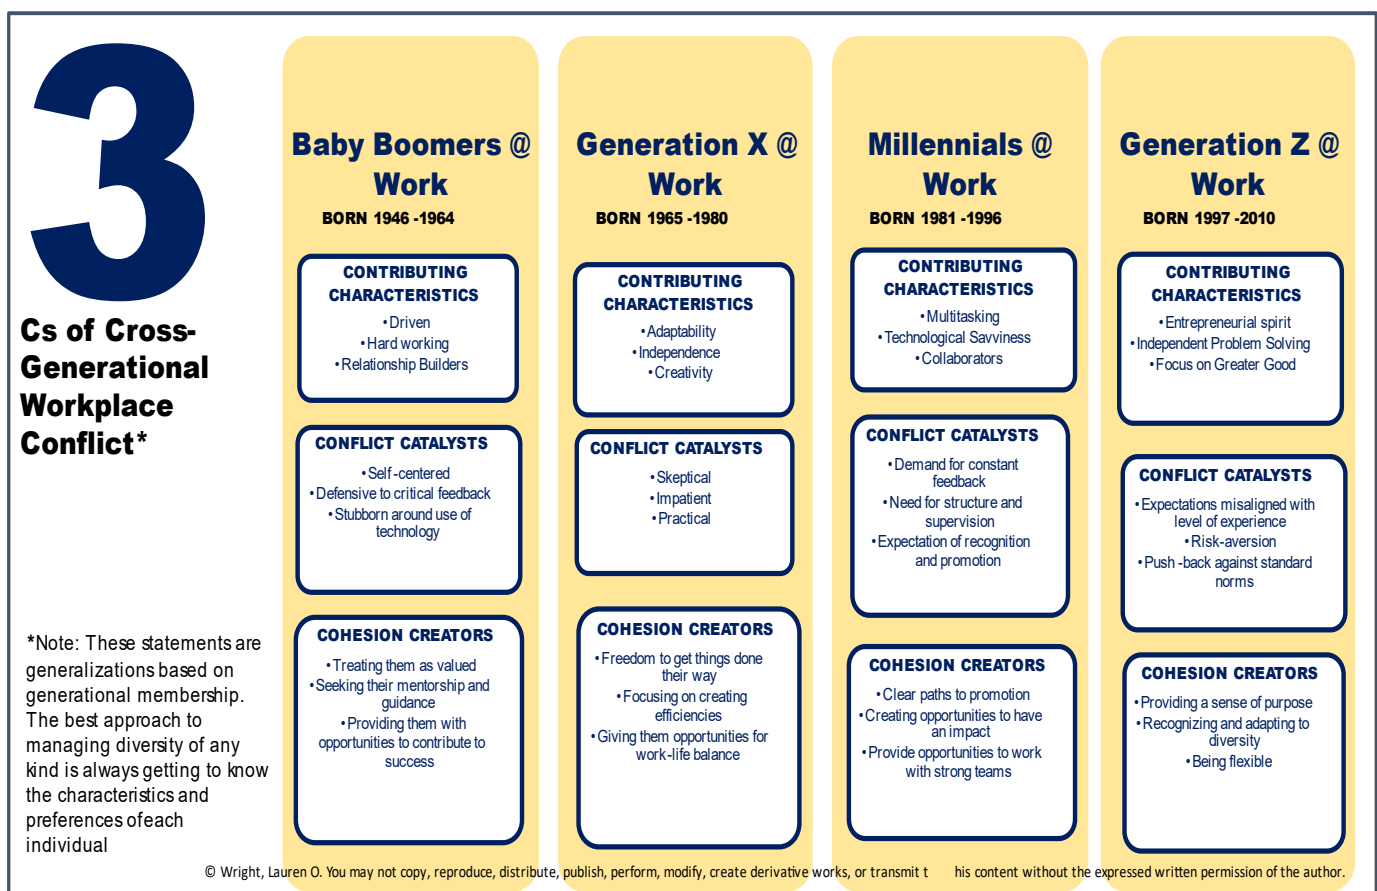 3
Cs of Cross-
Generational
Workplace
Conflict*
*Note: These statements are
generalizations based on
generational membership.
The best approach to
managing diversity of any
kind is always getting to know
the characteristics and
preferences of each
individual
Baby Boomers @
Work
BORN 1946 -1964
CONTRIBUTING
CHARACTERISTICS
• Driven
• Hard working
• Relationship Builders
CONFLICT CATALYSTS
• Self -centered
• Defensive to critical feedback
• Stubborn around use of
technology
COHESION CREATORS
• Treating them as valued
• Seeking their mentorship and
guidance
• Providing them with
opportunities to contribute to
success
Generation X @
Work
BORN 1965 -1980
CONTRIBUTING
CHARACTERISTICS
• Adaptability
• Independence
• Creativity
CONFLICT CATALYSTS
• Skeptical
• Impatient
• Practical
COHESION CREATORS
• Freedom to get things done
their way
• Focusing on creating
efficiencies
• Giving them opportunities for
work-life balance
Millennials @
Work
BORN 1981 -1996
CONTRIBUTING
CHARACTERISTICS
• Multitasking
• Technological Savviness
• Collaborators
CONFLICT CATALYSTS
• Demand for constant
feedback
• Need for structure and
supervision
• Expectation of recognition
and promotion
COHESION CREATORS
• Clear paths to promotion
• Creating opportunities to have
an impact
• Provide opportunities to work
with strong teams
Generation Z @
Work
BORN 1997 -2010
CONTRIBUTING
CHARACTERISTICS
• Entrepreneurial spirit
• Independent Problem Solving
• Focus on Greater Good
CONFLICT CATALYSTS
• Expectations misaligned with
level of experience
• Risk-aversion
• Push -back against standard
norms
COHESION CREATORS
• Providing a sense of purpose
• Recognizing and adapting to
diversity
• Being flexible
© Wright, Lauren O. You may not copy, reproduce, distribute, publish, perform, modify, create derivative works, or transmit t his content without the expressed written permission of the author.